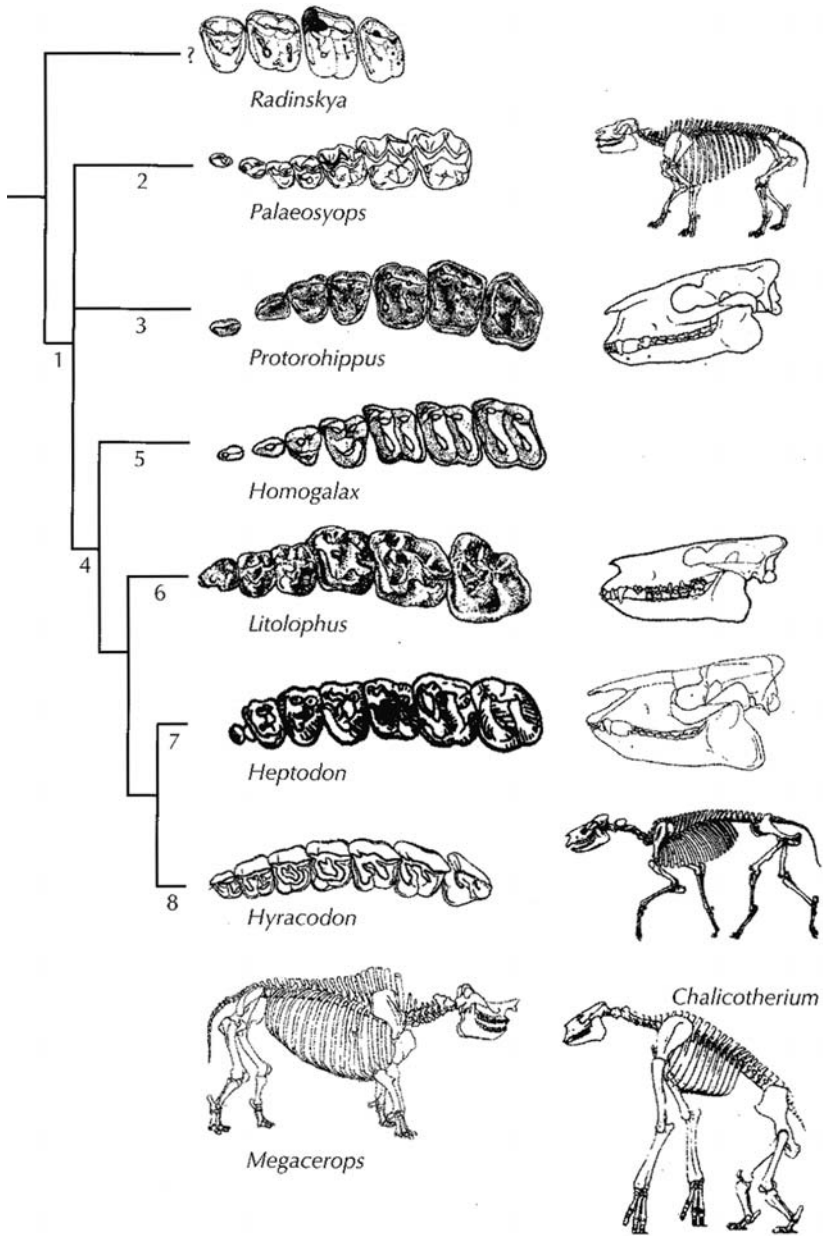 ?
Radinskya
2
Palaeosyops
3
Protorohippus
1
5
Homogalax
4
6
Litolophus
7
Heptodon
8
Hyracodon
Chalicotherium
Megacerops